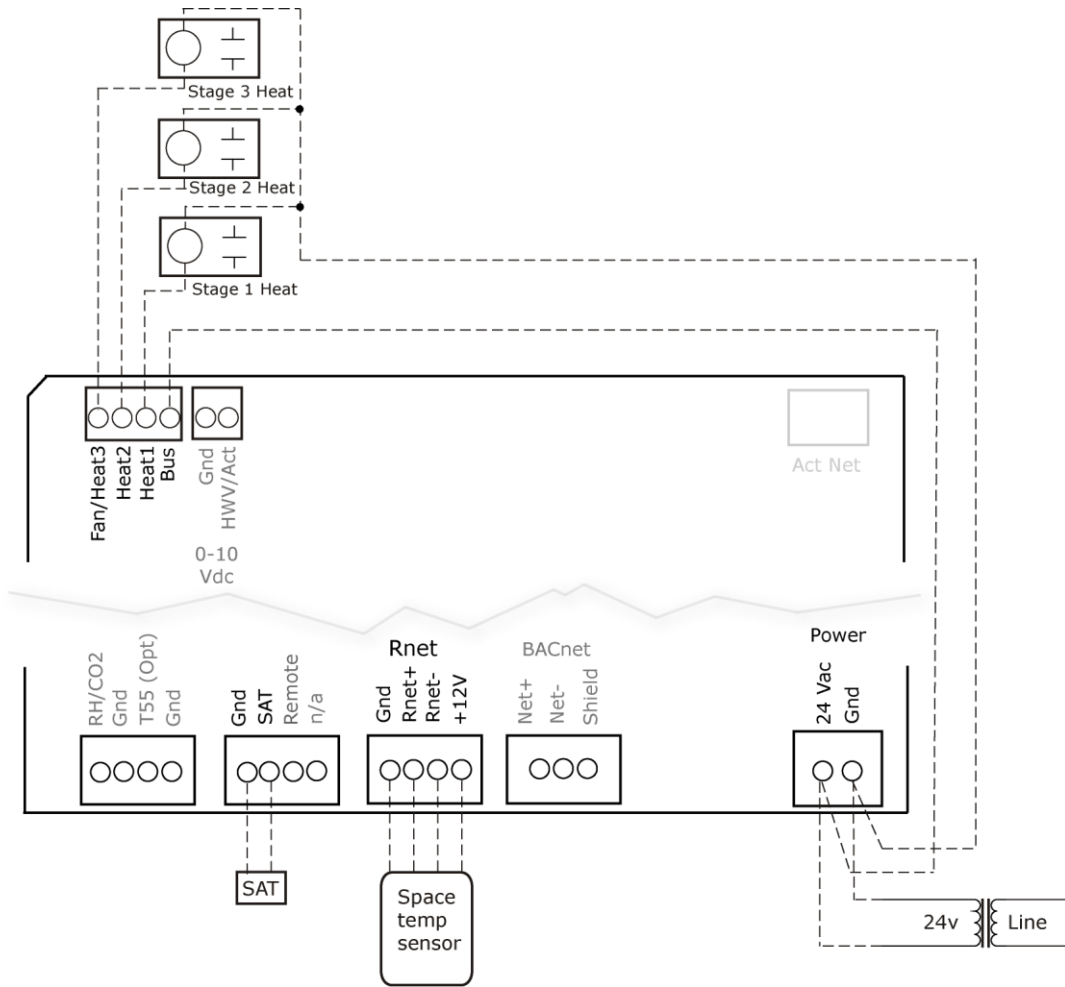 Stage 3 Heat
Stage 2 Heat
Stage 1 Heat
Fan/Heat3
Heat2
Heat1
Bus
Gnd
HWV/Act
0-10
Vdc
Act Net
RH/CO2
Gnd
T55 (Opt)
Gnd
Gnd
SAT
Remote
n/a
Rnet
Gnd
Rnet+
Rnet-
+12V
BACnet
Net+
Net-
Shield
Power
24 Vac
Gnd
SAT
Space
temp
sensor
24v
Line